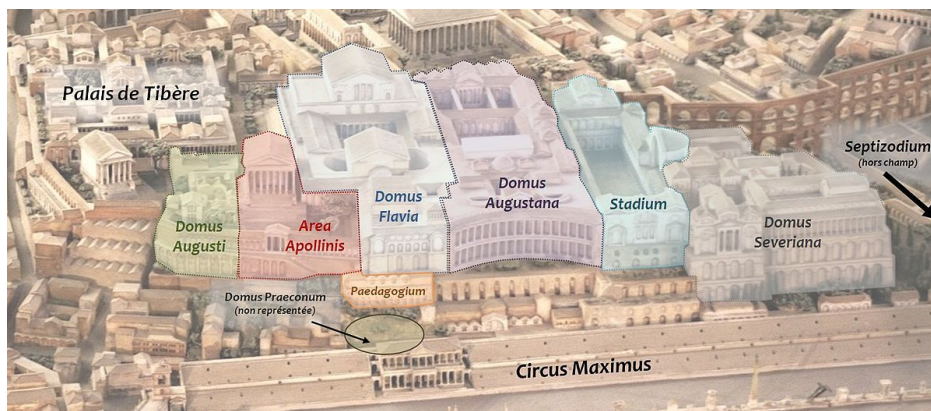 Palais de Tibère
Septizodium
(hors champ)
Domus
Augusti
Area
Apollinis
Domus
Flavia
Domus
Augustana
Stadium
Domus
Severiana
Paedagogium
Domus Praeconum
(non représentée)
Circus Maximus